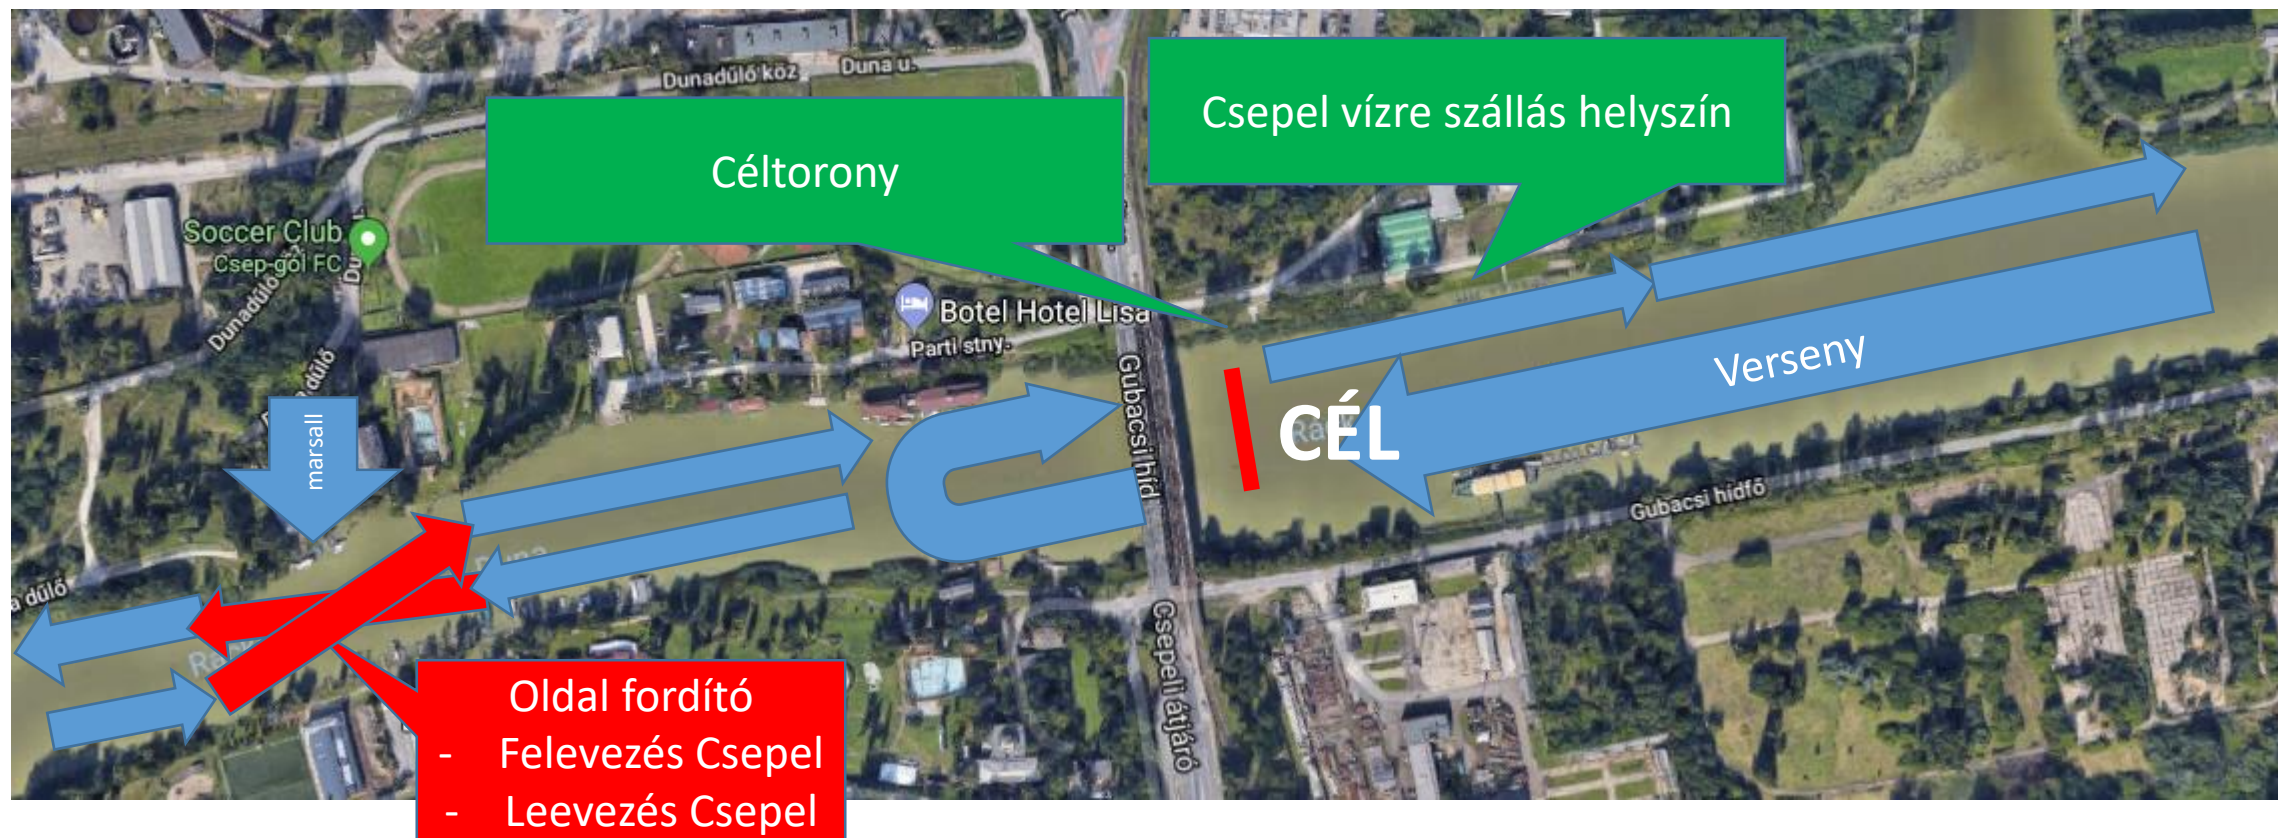 Dunadűlő köz
Duna u.
Céltorony
Csepel vízre szállás helyszín
Soccer Club
Csep-gól FC
Dunadűlő
Botel Hotel Lisa
Parti stny.
Gubacsi híd
CÉL
Verseny
marsall
Gubacsi hídfő
Csepeli átjáró
Oldal fordító
- Felevezés Csepel
- Leevezés Csepel